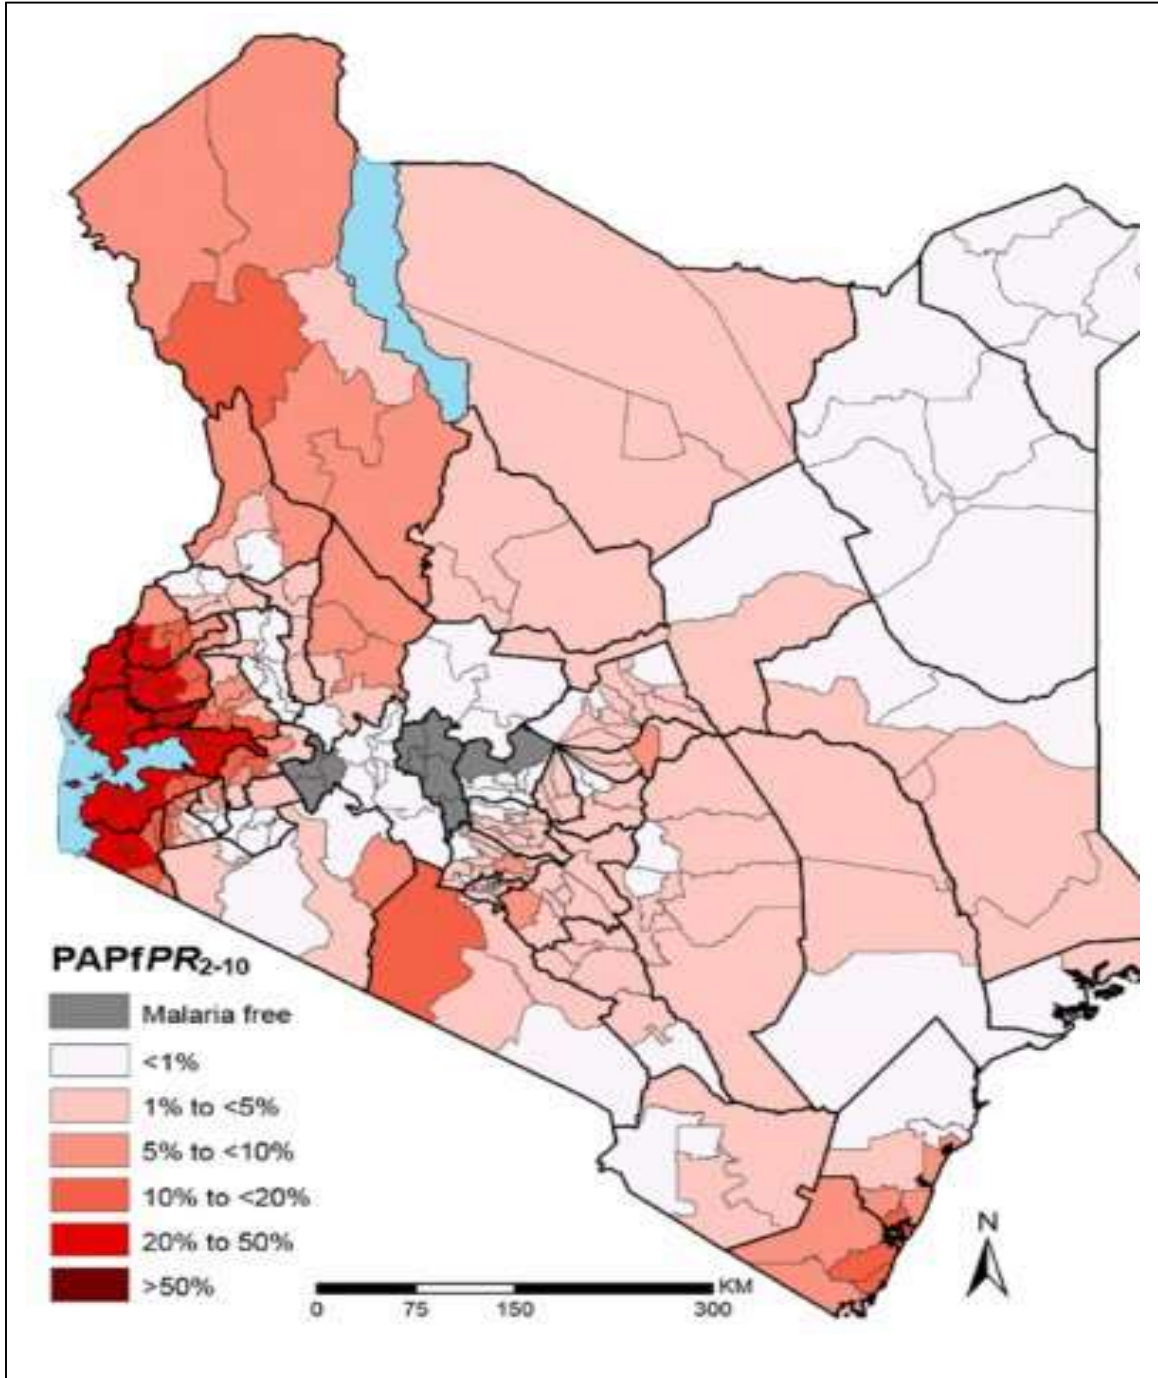 PAPfPR2-10
Malaria free
<1%
1% to <5%
5% to <10%
10% to <20%
20% to 50%
>50%
N
KM
0 75 150 300